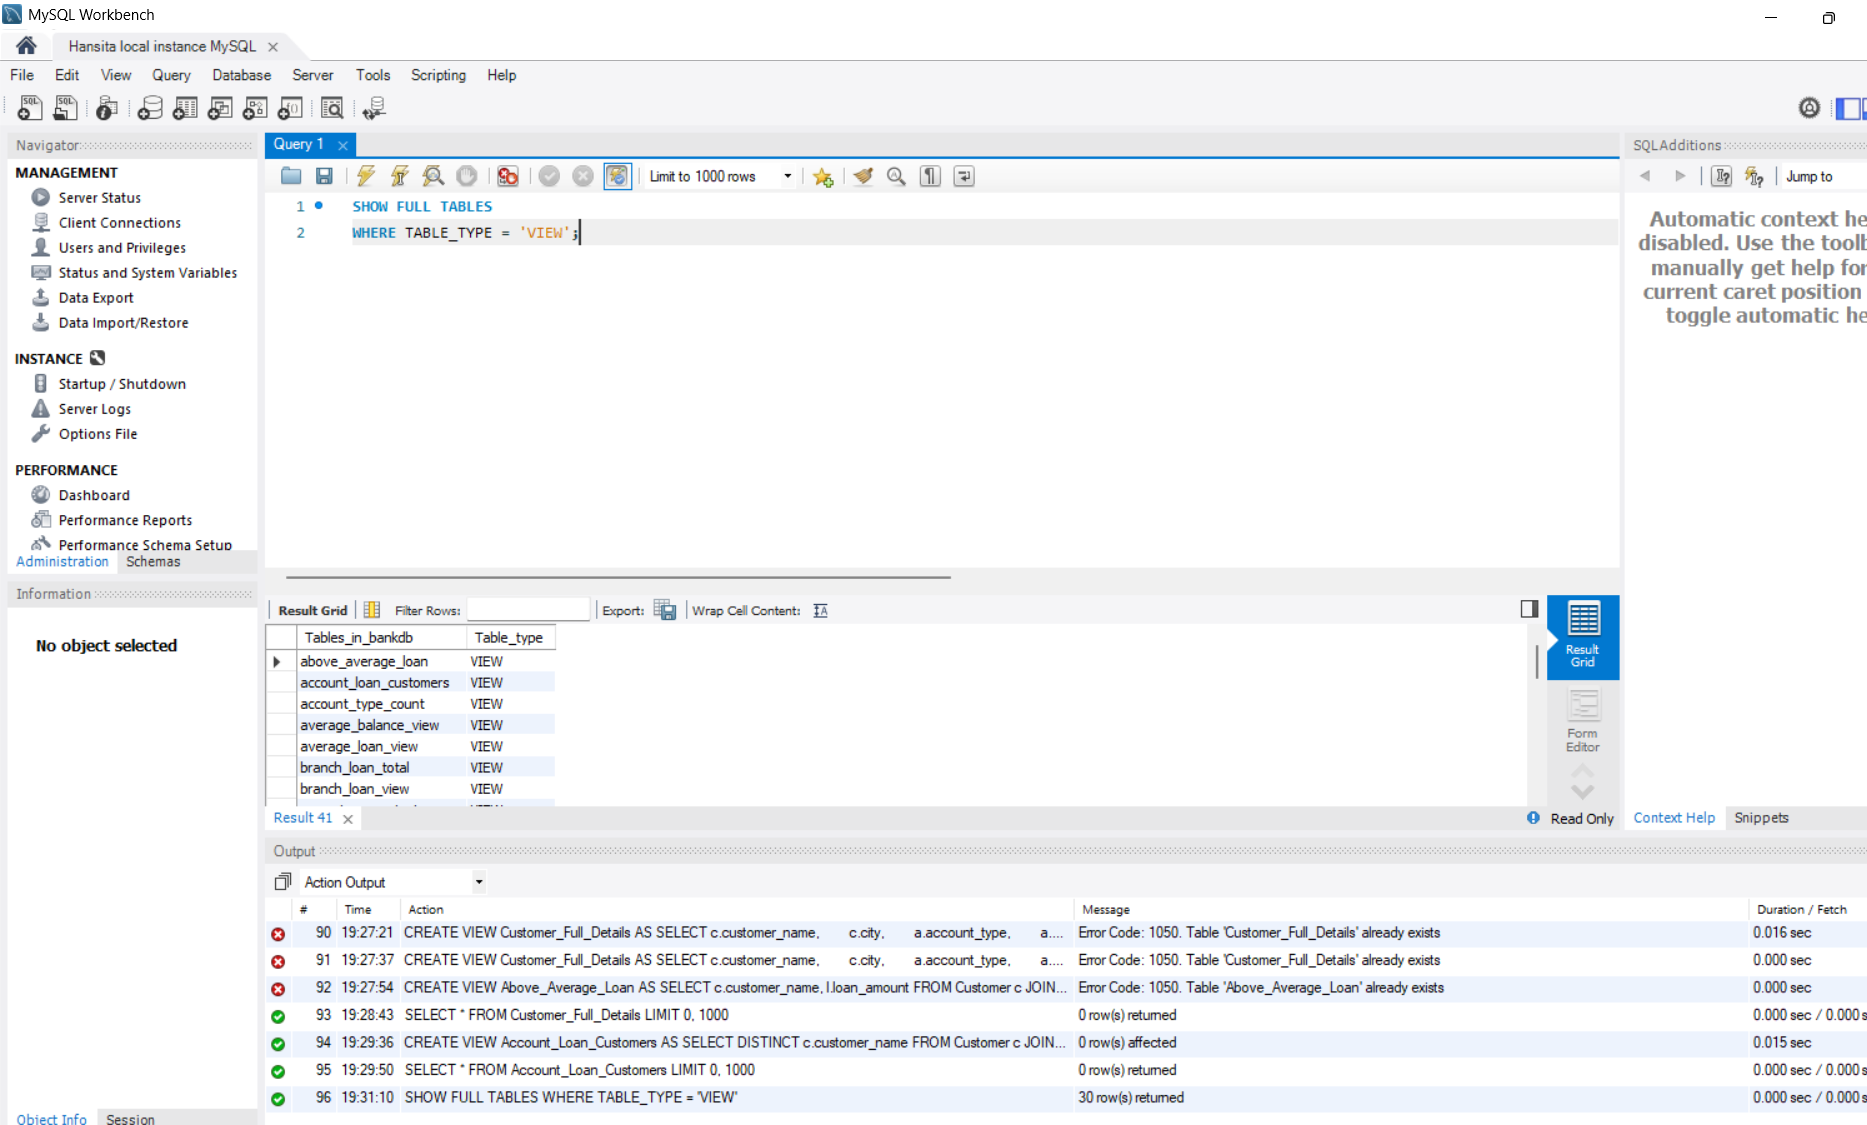 MySQL Workbench
Hansita local instance MySQL
File Edit View Query Database Server Tools Scripting Help
Navigator
MANAGEMENT
Server Status
Client Connections
Users and Privileges
Status and System Variables
Data Export
Data Import/Restore
INSTANCE
Startup / Shutdown
Server Logs
Options File
PERFORMANCE
Dashboard
Performance Reports
Performance Schema Setup
Administration Schemas
Information
No object selected
Object Info Session
Query 1
Limit to 1000 rows
1 SHOW FULL TABLES
2 WHERE TABLE_TYPE = 'VIEW';
Result Grid Filter Rows: Export: Wrap Cell Content:
Tables_in_bankdb Table_type
above_average_loan VIEW
account_loan_customers VIEW
account_type_count VIEW
average_balance_view VIEW
average_loan_view VIEW
branch_loan_total VIEW
branch_loan_view VIEW
Result Grid
Form Editor
Result 41
Read Only
SQLAdditions
Jump to
Automatic context he
disabled. Use the toolb
manually get help for
current caret position
toggle automatic he
Context Help Snippets
Output
Action Output
# Time Action Message Duration / Fetch
90 19:27:21 CREATE VIEW Customer_Full_Details AS SELECT c.customer_name, c.city, a.account_type, a.... Error Code: 1050. Table 'Customer_Full_Details' already exists 0.016 sec
91 19:27:37 CREATE VIEW Customer_Full_Details AS SELECT c.customer_name, c.city, a.account_type, a.... Error Code: 1050. Table 'Customer_Full_Details' already exists 0.000 sec
92 19:27:54 CREATE VIEW Above_Average_Loan AS SELECT c.customer_name, l.loan_amount FROM Customer c JOIN... Error Code: 1050. Table 'Above_Average_Loan' already exists 0.000 sec
93 19:28:43 SELECT * FROM Customer_Full_Details LIMIT 0, 1000 0 row(s) returned 0.000 sec / 0.000 s
94 19:29:36 CREATE VIEW Account_Loan_Customers AS SELECT DISTINCT c.customer_name FROM Customer c JOIN... 0 row(s) affected 0.015 sec
95 19:29:50 SELECT * FROM Account_Loan_Customers LIMIT 0, 1000 0 row(s) returned 0.000 sec / 0.000 s
96 19:31:10 SHOW FULL TABLES WHERE TABLE_TYPE = 'VIEW' 30 row(s) returned 0.000 sec / 0.000 s